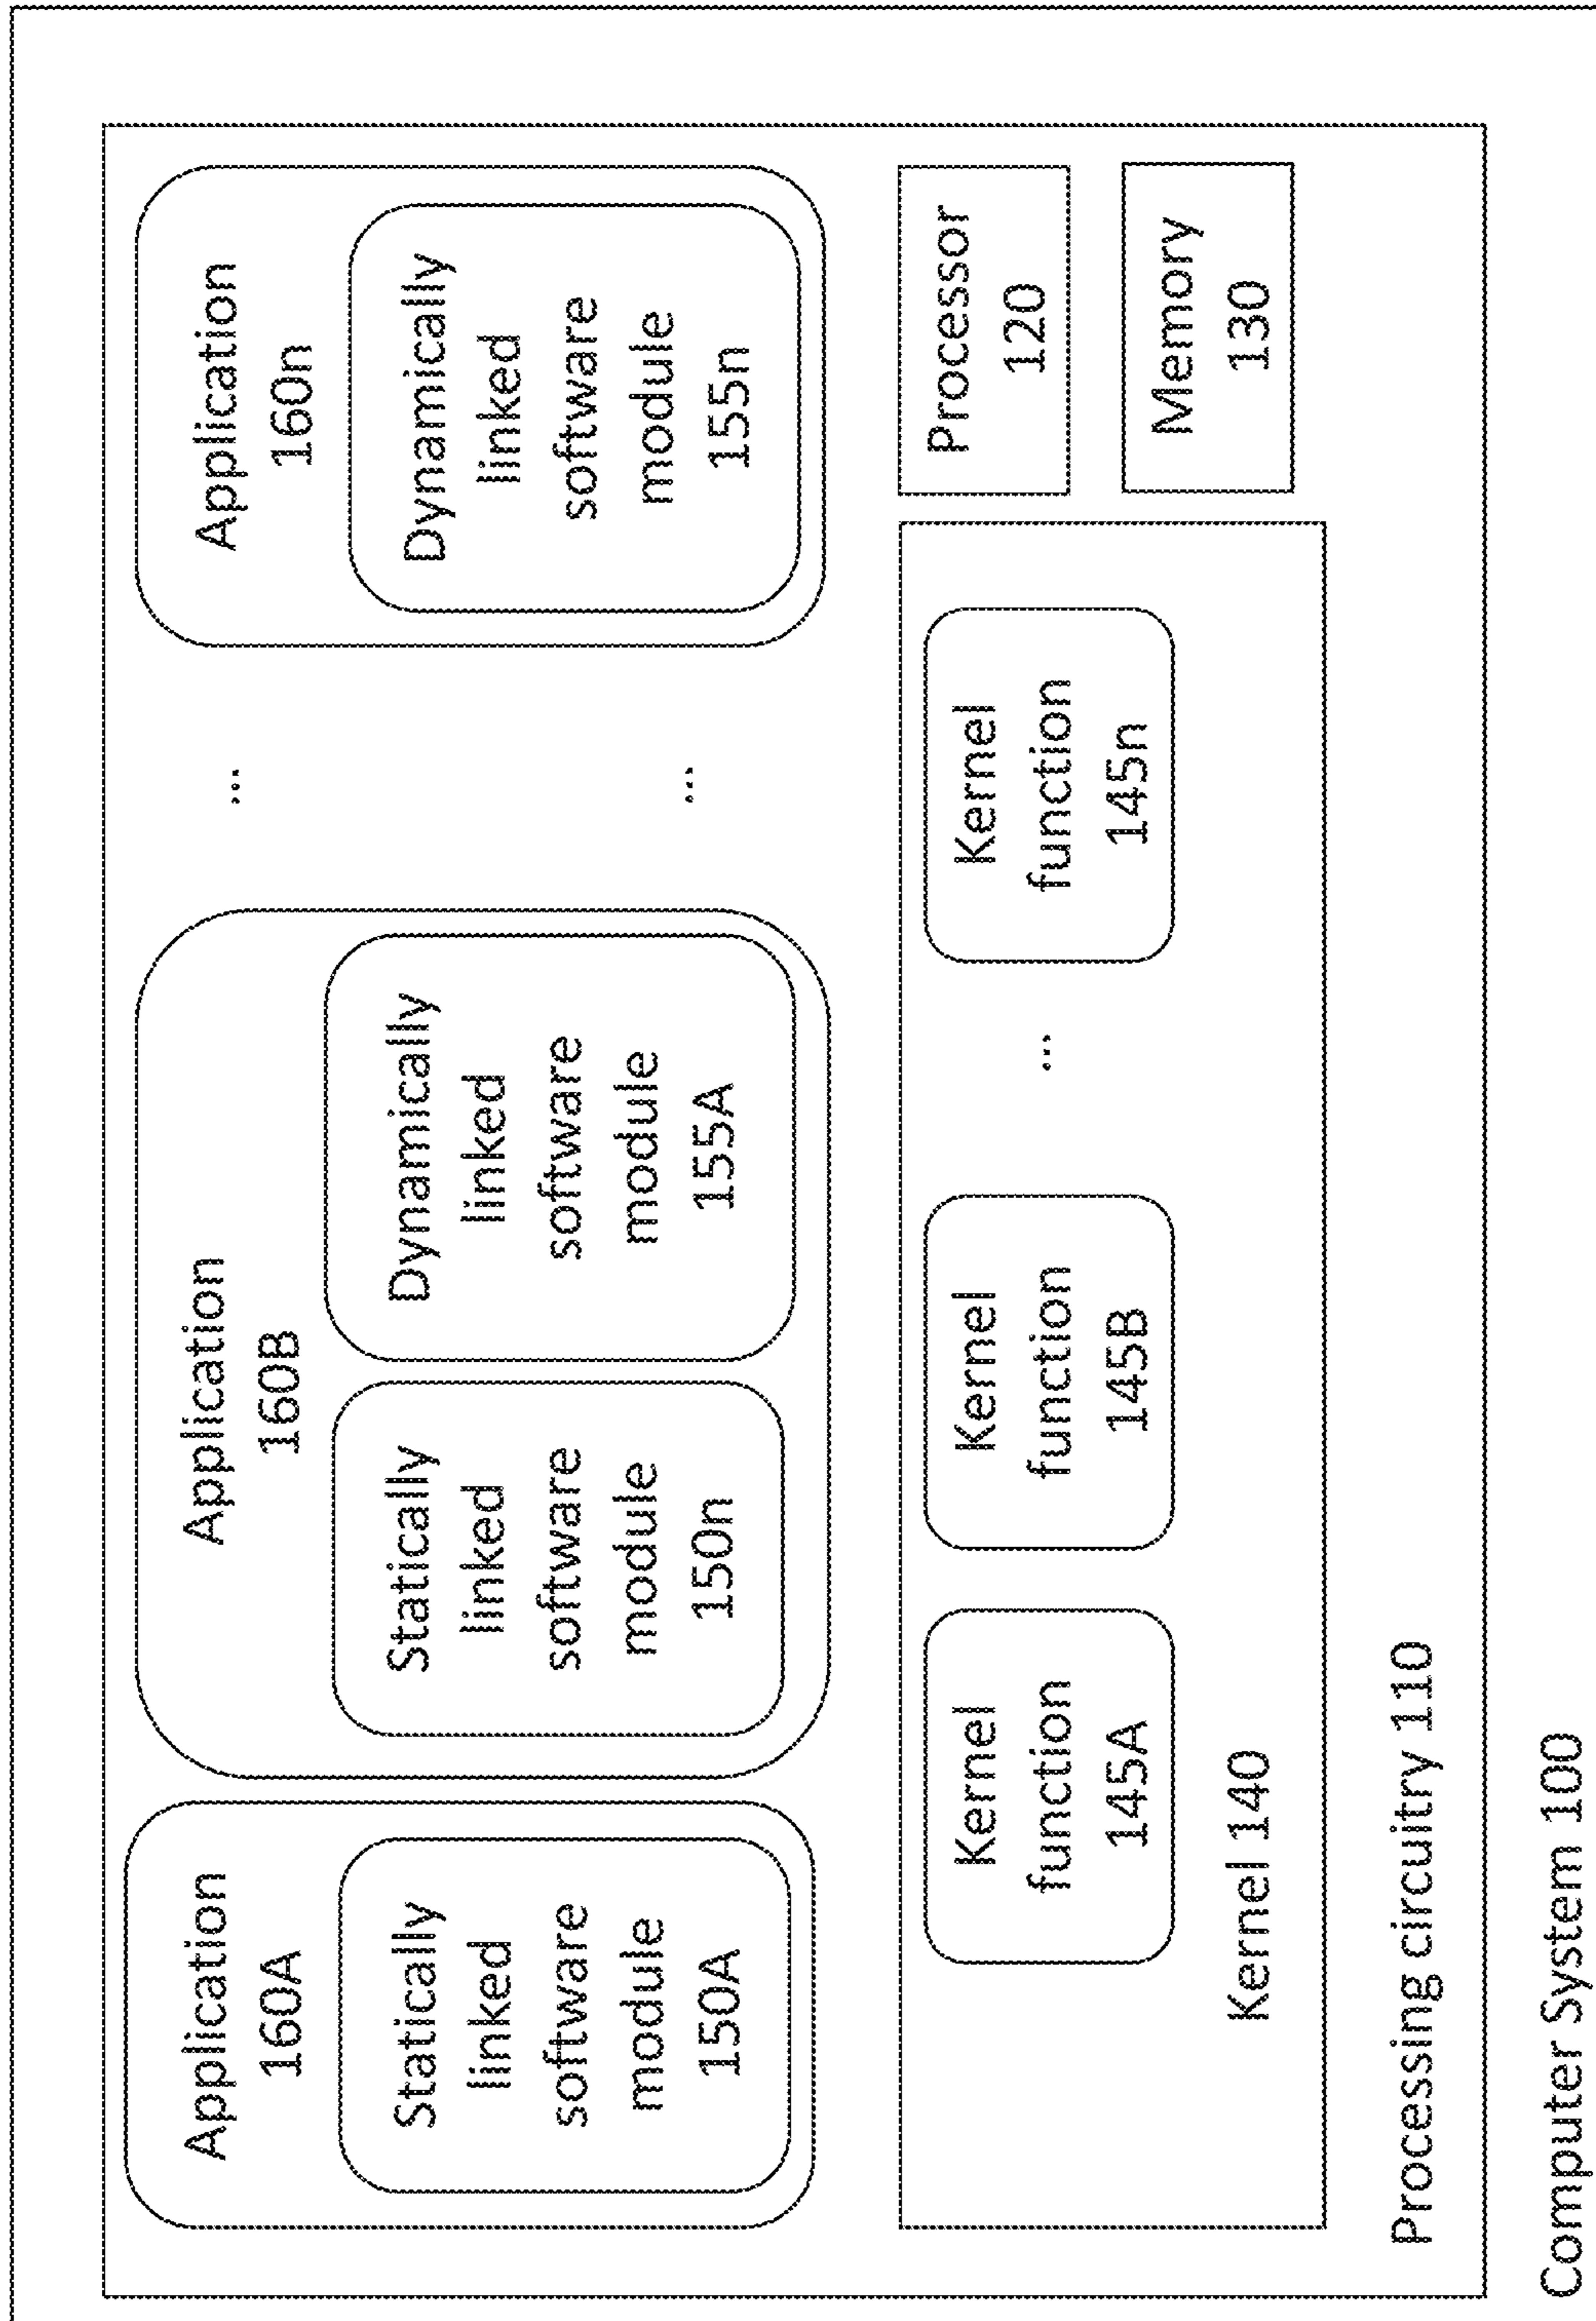 Application
160A
Statically
linked
software
module
150A
Application
160B
Statically
linked
software
module
150n
Dynamically
linked
software
module
155A
...
...
Application
160n
Dynamically
linked
software
module
155n
Kernel
function
145A
Kernel
function
145B
...
Kernel
function
145n
Kernel 140
Processor
120
Memory
130
Processing circuitry 110
Computer System 100